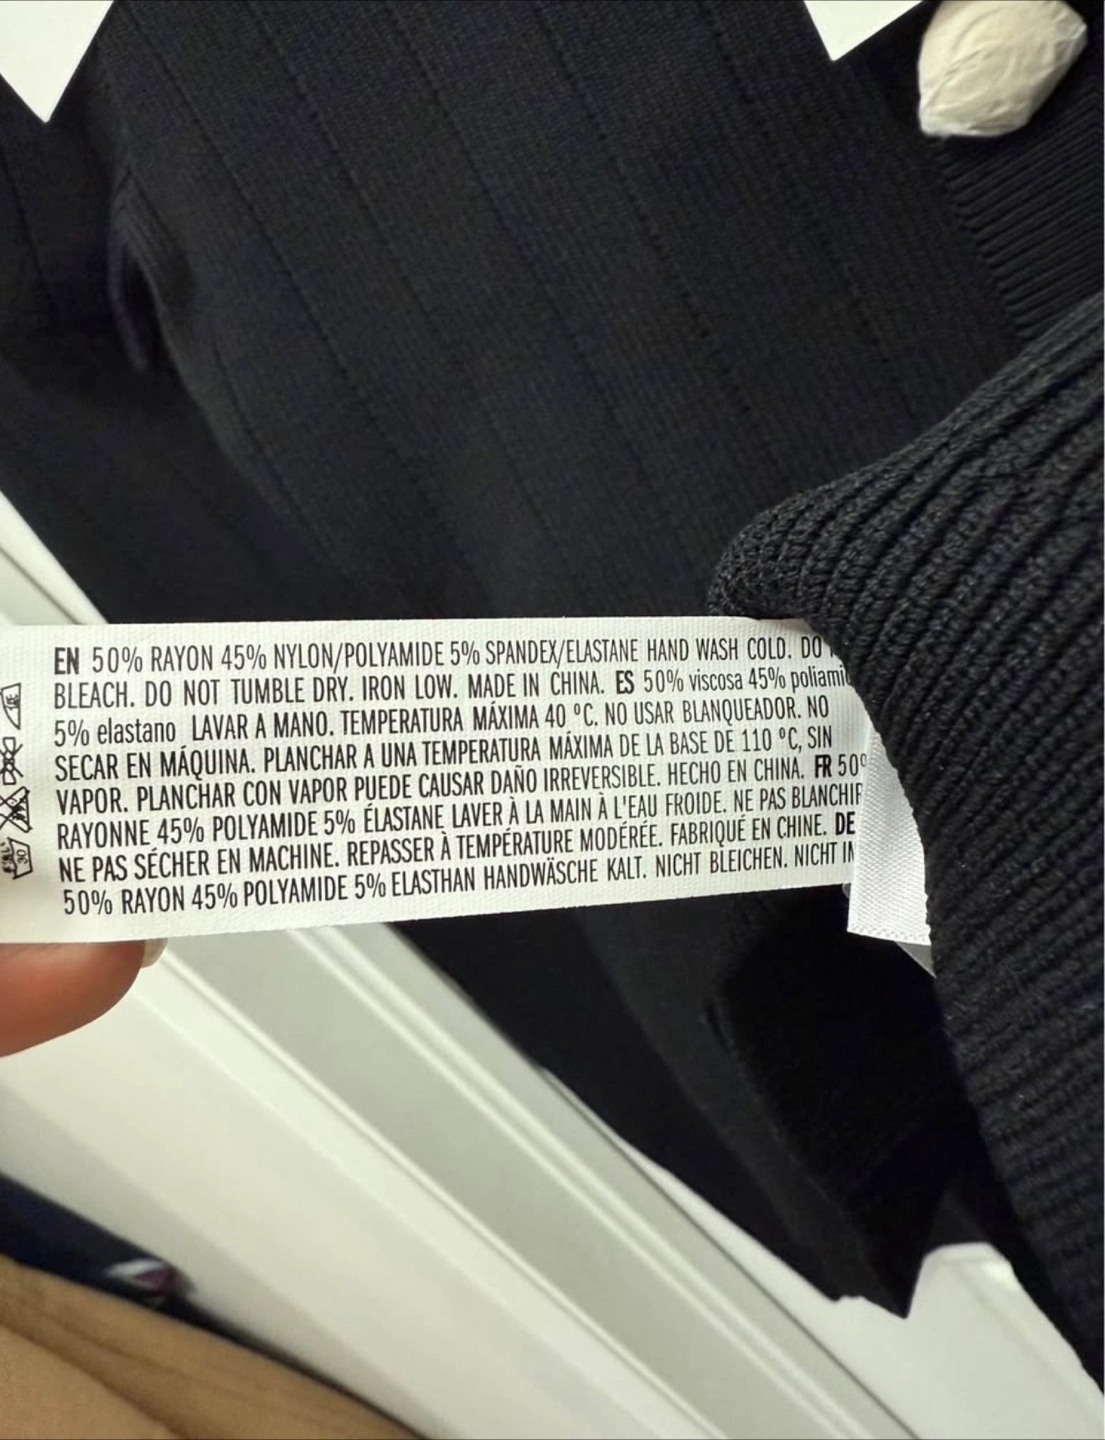 EN 50% RAYON 45% NYLON/POLYAMIDE 5% SPANDEX/ELASTANE HAND WASH COLD. DO
BLEACH. DO NOT TUMBLE DRY. IRON LOW. MADE IN CHINA. ES 50% viscosa 45% poliami
5% elastano LAVAR A MANO. TEMPERATURA MÁXIMA 40 ºC. NO USAR BLANQUEADOR. NO
SECAR EN MÁQUINA. PLANCHAR A UNA TEMPERATURA MÁXIMA DE LA BASE DE 110 ºC, SIN
VAPOR. PLANCHAR CON VAPOR PUEDE CAUSAR DAÑO IRREVERSIBLE. HECHO EN CHINA. FR 50
RAYONNE 45% POLYAMIDE 5% ÉLASTANE LAVER À LA MAIN À L'EAU FROIDE. NE PAS BLANCHIR
NE PAS SÉCHER EN MACHINE. REPASSER À TEMPÉRATURE MODÉRÉE. FABRIQUÉ EN CHINE. DE
50% RAYON 45% POLYAMIDE 5% ELASTHAN HANDWÄSCHE KALT. NICHT BLEICHEN. NICHT
30